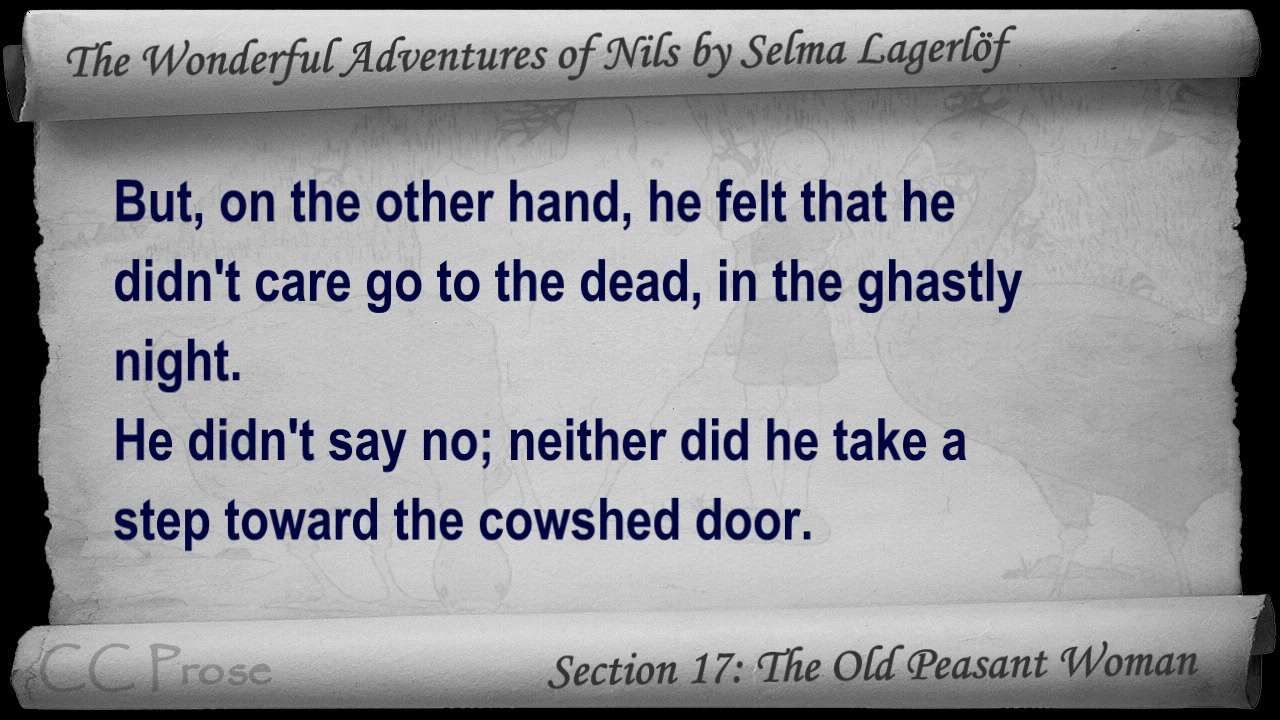 The Wonderful Adventures of Nils by Selma Lagerlöf
But, on the other hand, he felt that he
didn't care go to the dead, in the ghastly
night.
He didn't say no; neither did he take a
step toward the cowshed door.
CC Prose
Section 17: The Old Peasant Woman